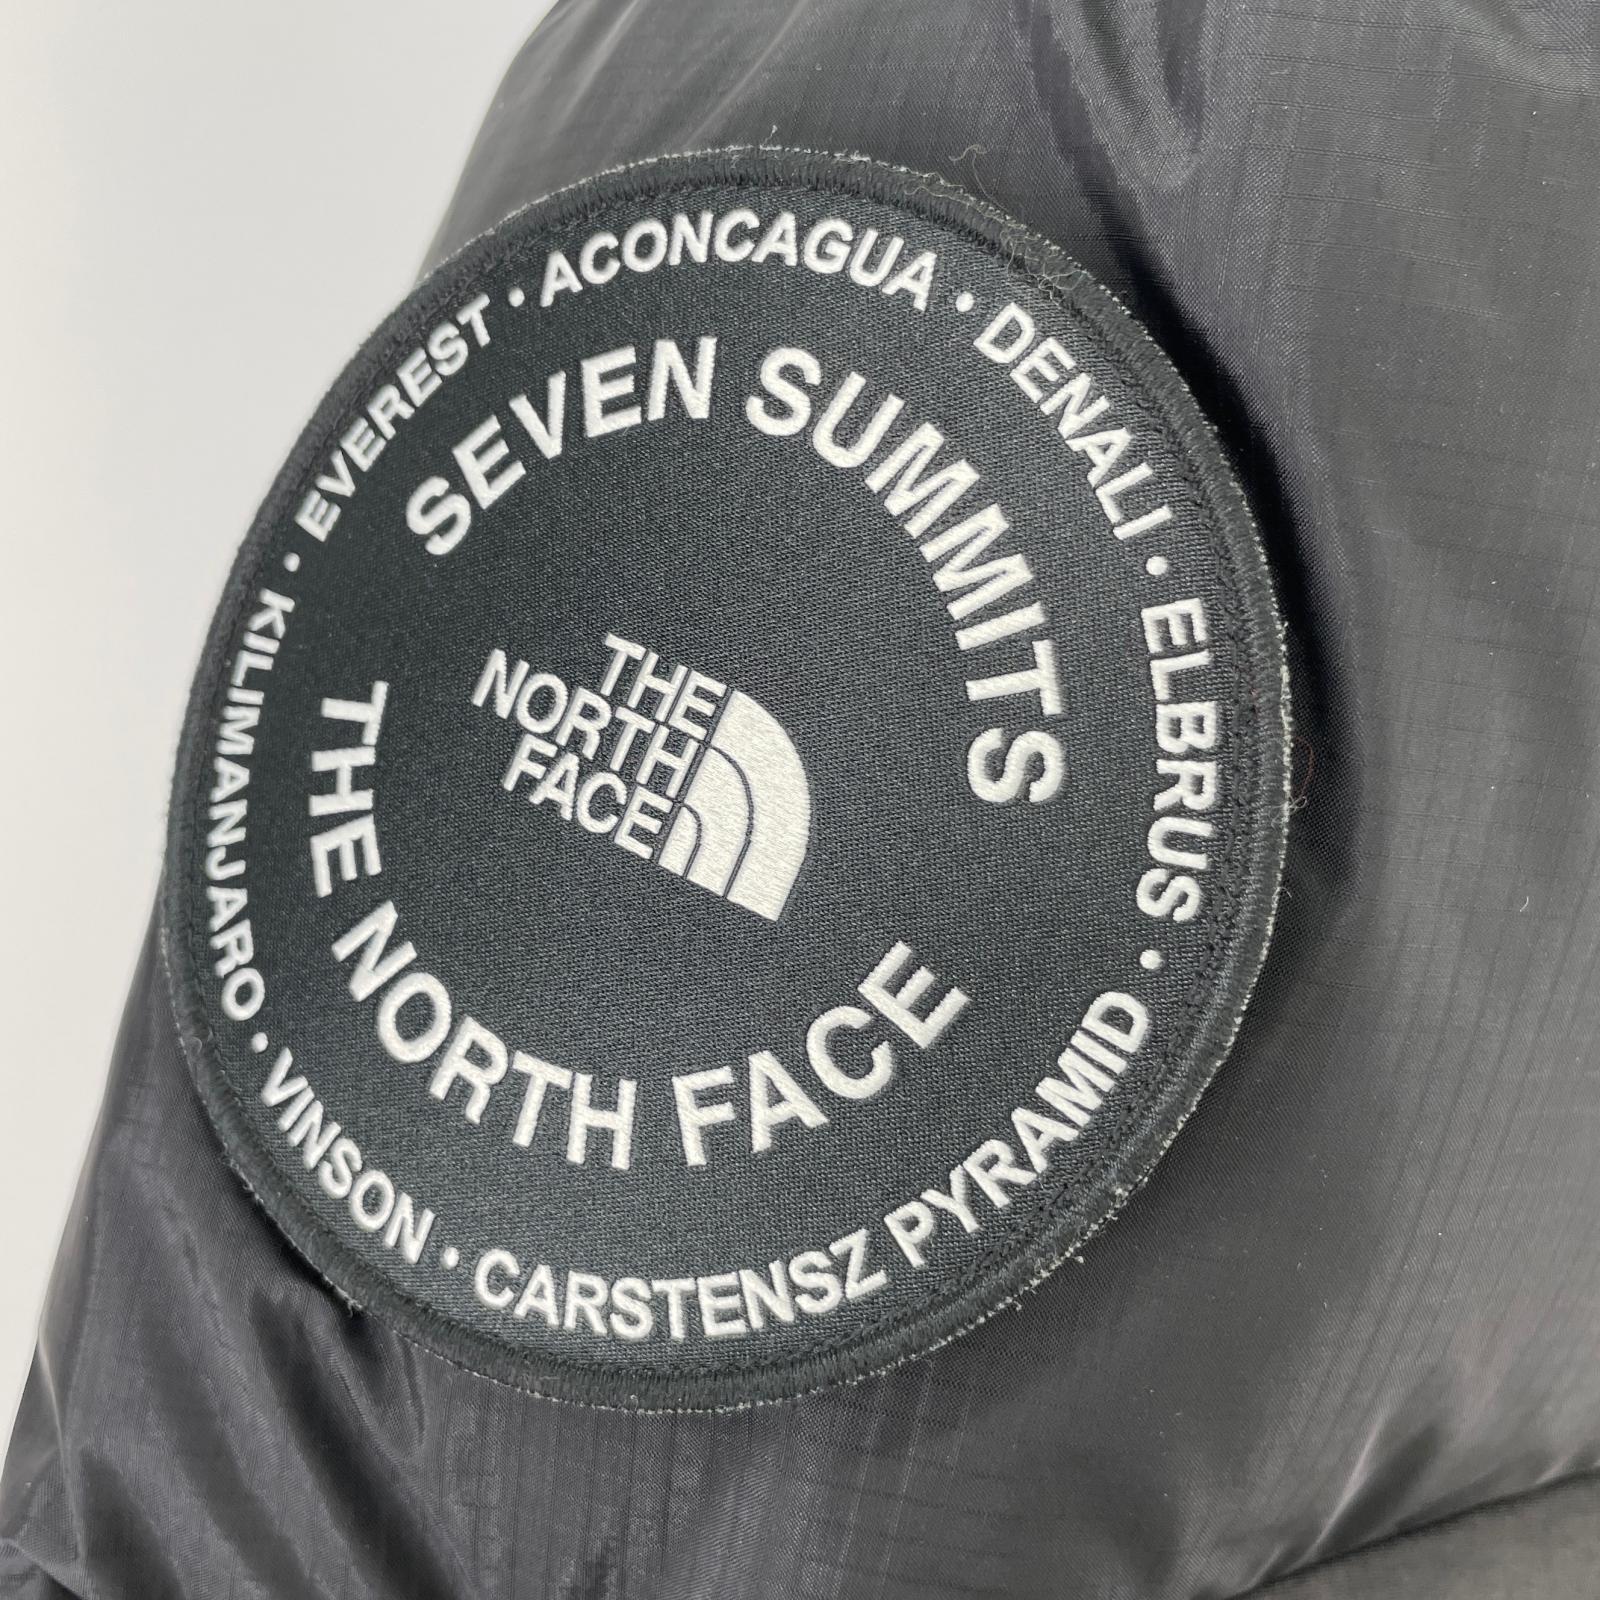 EVEREST · ACONCAGUA · DENALI · ELBRUS · CARSTENSZ PYRAMID · VINSON · KILIMANJARO ·
SEVEN SUMMITS
THE
NORTH
FACE
THE NORTH FACE